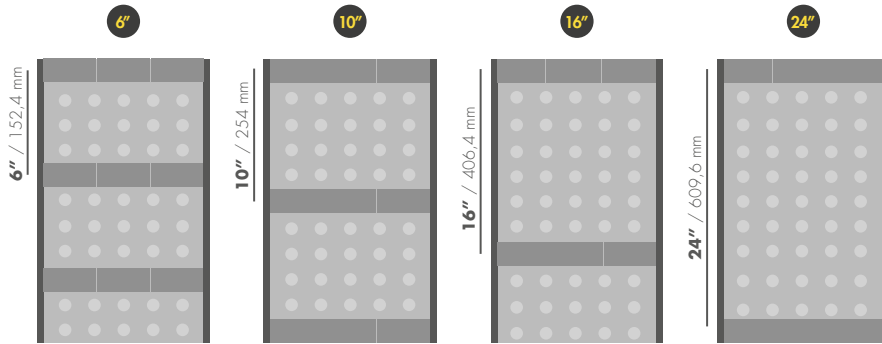 6”
10”
16”
24”
6” / 152,4 mm
10” / 254 mm
16” / 406,4 mm
24” / 609,6 mm